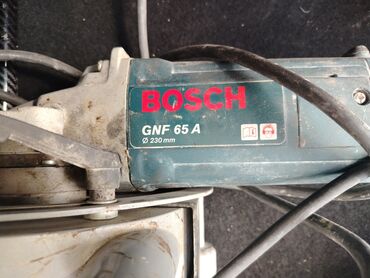 BOSCH
GNF 65 A
Ø 230 mm